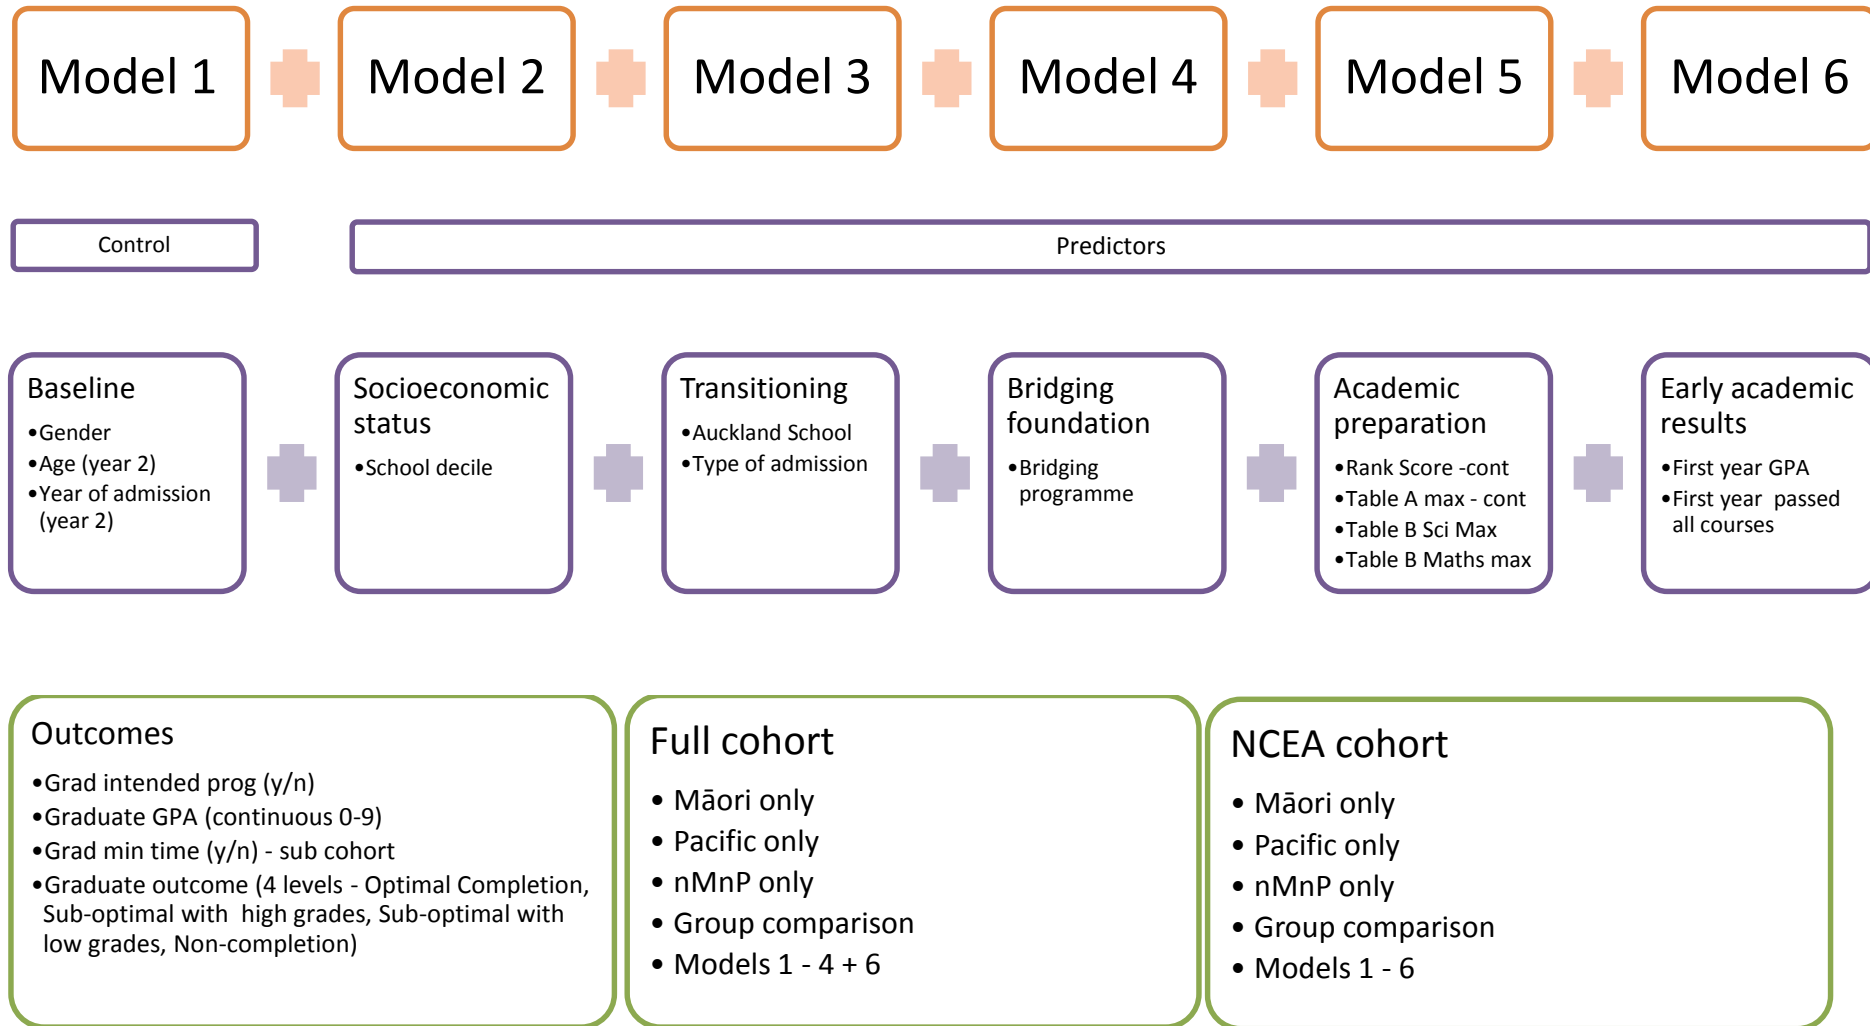 Model 1
Model 2
Model 3
Model 4
Model 5
Model 6
Control
Predictors
Baseline
•Gender
•Age (year 2)
•Year of admission
(year 2)
Socioeconomic
status
•School decile
Transitioning
•Auckland School
•Type of admission
Bridging
foundation
•Bridging
programme
Academic
preparation
•Rank Score -cont
•Table A max - cont
•Table B Sci Max
•Table B Maths max
Early academic
results
•First year GPA
•First year  passed
all courses
Outcomes
•Grad intended prog (y/n)
•Graduate GPA (continuous 0-9)
•Grad min time (y/n) - sub cohort
•Graduate outcome (4 levels - Optimal Completion,
Sub-optimal with  high grades, Sub-optimal with
low grades, Non-completion)
Full cohort
• Māori only
• Pacific only
• nMnP only
• Group comparison
• Models 1 - 4 + 6
NCEA cohort
• Māori only
• Pacific only
• nMnP only
• Group comparison
• Models 1 - 6